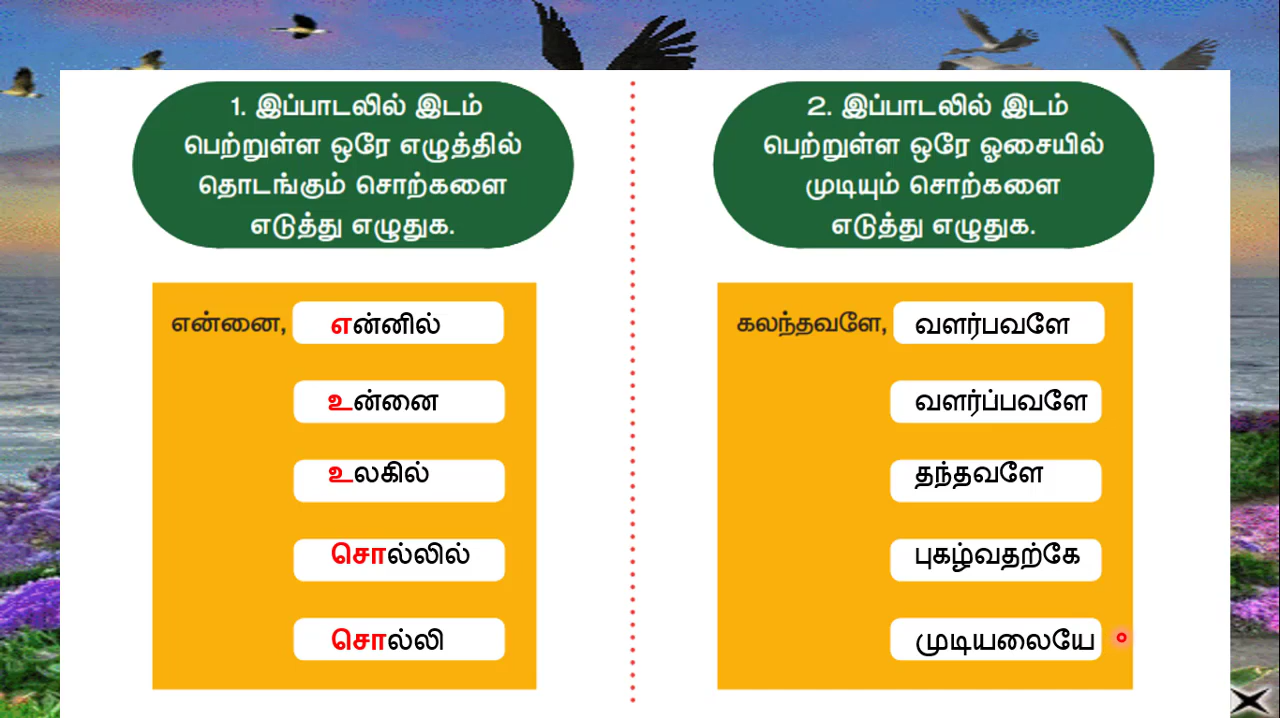 1. இப்பாடலில் இடம்
பெற்றுள்ள ஒரே எழுத்தில்
தொடங்கும் சொற்களை
எடுத்து எழுதுக.
என்னை, என்னில்
உன்னை
உலகில்
சொல்லில்
சொல்லி
2. இப்பாடலில் இடம்
பெற்றுள்ள ஒரே ஓசையில்
முடியும் சொற்களை
எடுத்து எழுதுக.
கலந்தவளே, வளர்பவளே
வளர்ப்பவளே
தந்தவளே
புகழ்வதற்கே
முடியலையே